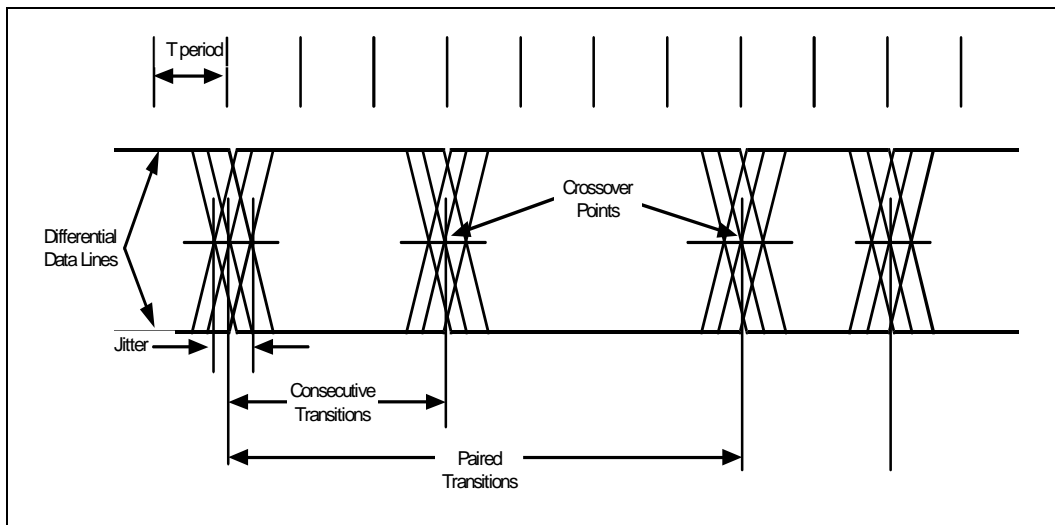 T period
Crossover
Points
Differential
Data Lines
Jitter
Consecutive
Transitions
Paired
Transitions